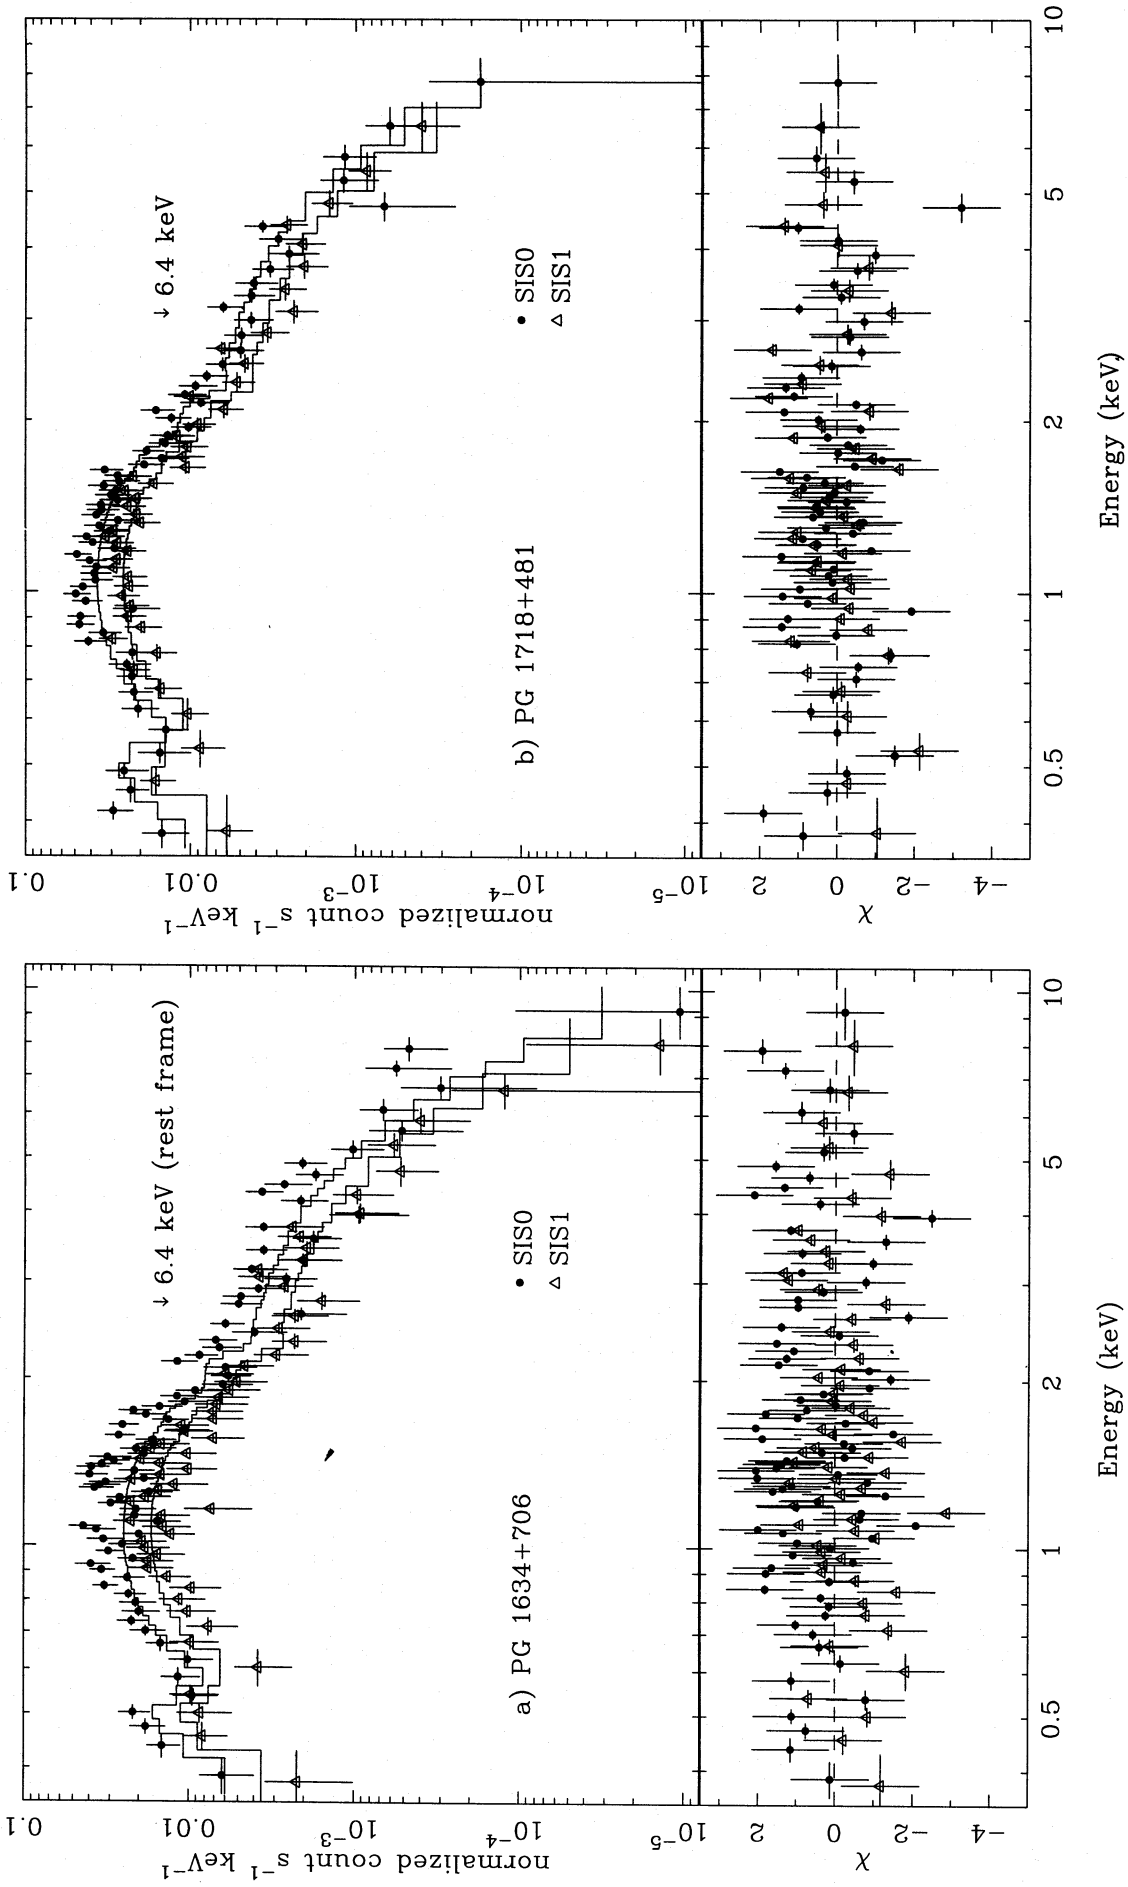 0.1
0.01
10⁻³
10⁻⁴
10⁻⁵
normalized count s⁻¹ keV⁻¹
↓ 6.4 keV (rest frame)
• SIS0
△ SIS1
a) PG 1634+706
2
0
−2
−4
χ
0.5
1
2
5
10
Energy (keV)
0.1
0.01
10⁻³
10⁻⁴
10⁻⁵
normalized count s⁻¹ keV⁻¹
↓ 6.4 keV
• SIS0
△ SIS1
b) PG 1718+481
2
0
−2
−4
χ
0.5
1
2
5
10
Energy (keV)